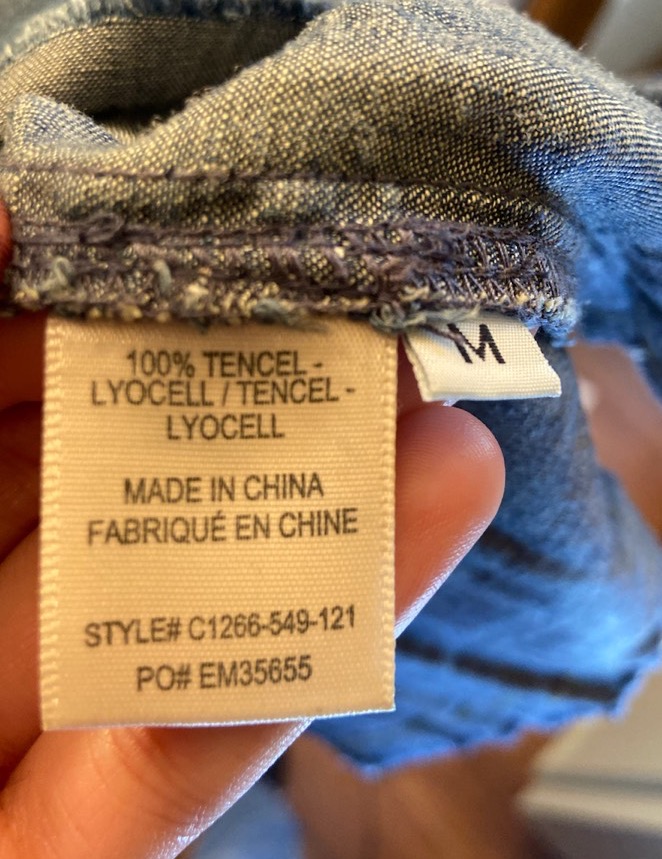 100% TENCEL -
LYOCELL / TENCEL -
LYOCELL
MADE IN CHINA
FABRIQUÉ EN CHINE
STYLE# C1266-549-121
PO# EM35655
M